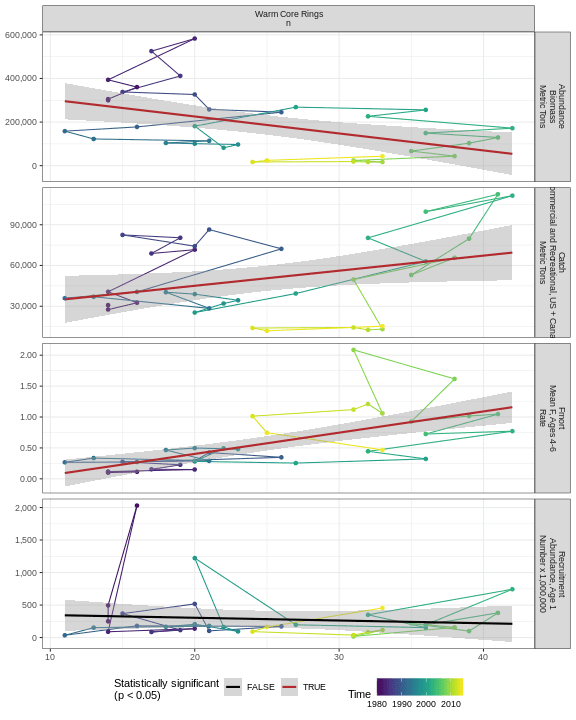 Warm Core Rings
n
600,000
400,000
200,000
0
Abundance
Biomass
Metric Tons
90,000
60,000
30,000
Catch
ommercial and Recreational, US + Cana
Metric Tons
2.00
1.50
1.00
0.50
0.00
Fmort
Mean F, Ages 4-6
Rate
2,000
1,500
1,000
500
0
Recruitment
Abundance, Age 1
Number x 1,000,000
10
20
30
40
Statistically significant
(p < 0.05)
FALSE
TRUE
Time
1980 1990 2000 2010